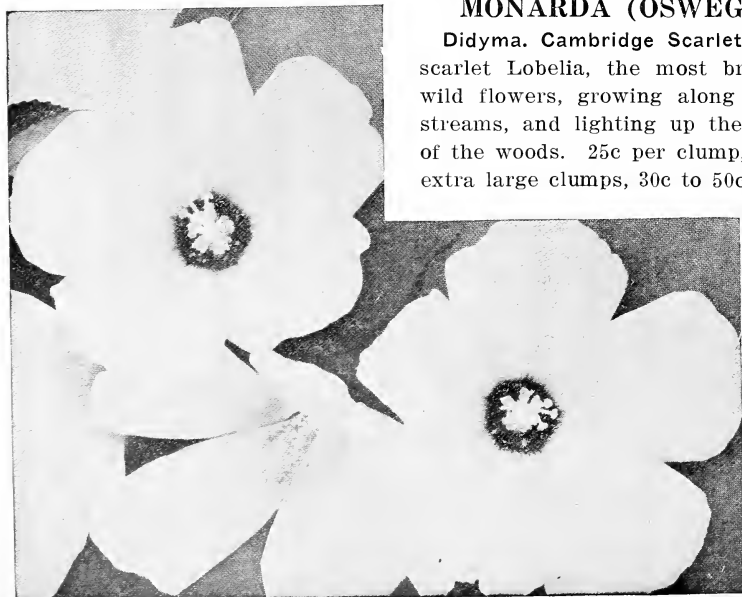 MONARDA (OSWEG
Didyma. Cambridge Scarlet
scarlet Lobelia, the most br
wild flowers, growing along
streams, and lighting up the
of the woods. 25c per clump,
extra large clumps, 30c to 50c